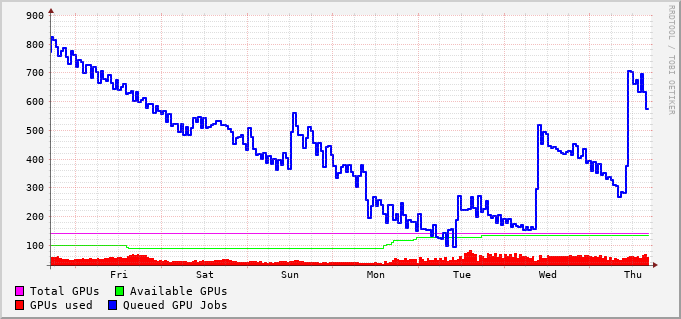 900
800
700
600
500
400
300
200
100
Fri Sat Sun Mon Tue Wed Thu
Total GPUs Available GPUs
GPUs used Queued GPU Jobs
RRDTOOL / TOBI OETIKER